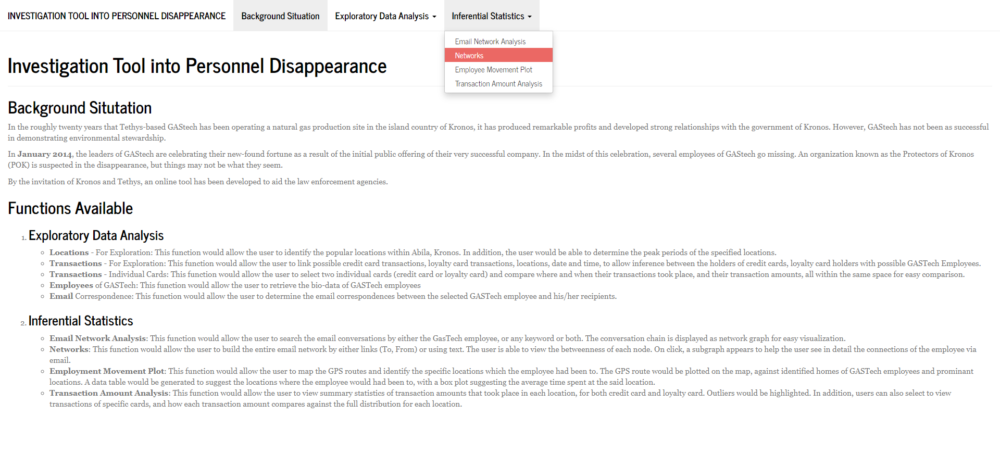 INVESTIGATION TOOL INTO PERSONNEL DISAPPEARANCE Background Situation Exploratory Data Analysis Inferential Statistics
Email Network Analysis
Networks
Employee Movement Plot
Transaction Amount Analysis
Investigation Tool into Personnel Disappearance
Background Situtation
In the roughly twenty years that Tethys-based GAStech has been operating a natural gas production site in the island country of Kronos, it has produced remarkable profits and developed strong relationships with the government of Kronos. However, GAStech has not been as successful
in demonstrating environmental stewardship.
In January 2014, the leaders of GAStech are celebrating their new-found fortune as a result of the initial public offering of their very successful company. In the midst of this celebration, several employees of GAStech go missing. An organization known as the Protectors of Kronos
(POK) is suspected in the disappearance, but things may not be what they seem.
By the invitation of Kronos and Tethys, an online tool has been developed to aid the law enforcement agencies.
Functions Available
1. Exploratory Data Analysis
Locations - For Exploration: This function would allow the user to identify the popular locations within Abila, Kronos. In addition, the user would be able to determine the peak periods of the specified locations.
Transactions - For Exploration: This function would allow the user to link possible credit card transactions, loyalty card transactions, locations, date and time, to allow inference between the holders of credit cards, loyalty card holders with possible GASTech Employees.
Transactions - Individual Cards: This function would allow the user to select two individual cards (credit card or loyalty card) and compare where and when their transactions took place, and their transaction amounts, all within the same space for easy comparison.
Employees of GASTech: This function would allow the user to retrieve the bio-data of GASTech employees
Email Correspondence: This function would allow the user to determine the email correspondences between the selected GASTech employee and his/her recipients.
2. Inferential Statistics
Email Network Analysis: This function would allow the user to search the email conversations by either the GasTech employee, or any keyword or both. The conversation chain is displayed as network graph for easy visualization.
Networks: This function would allow the user to build the entire email network by either links (To, From) or using text. The user is able to view the betweenness of each node. On click, a subgraph appears to help the user see in detail the connections of the employee via
email.
Employment Movement Plot: This function would allow the user to map the GPS routes and identify the specific locations which the employee had been to. The GPS route would be plotted on the map, against identified homes of GASTech employees and prominant
locations. A data table would be generated to suggest the locations where the employee would had been to, with a box plot suggesting the average time spent at the said location.
Transaction Amount Analysis: This function would allow the user to view summary statistics of transaction amounts that took place in each location, for both credit card and loyalty card. Outliers would be highlighted. In addition, users can also select to view
transactions of specific cards, and how each transaction amount compares against the full distribution for each location.